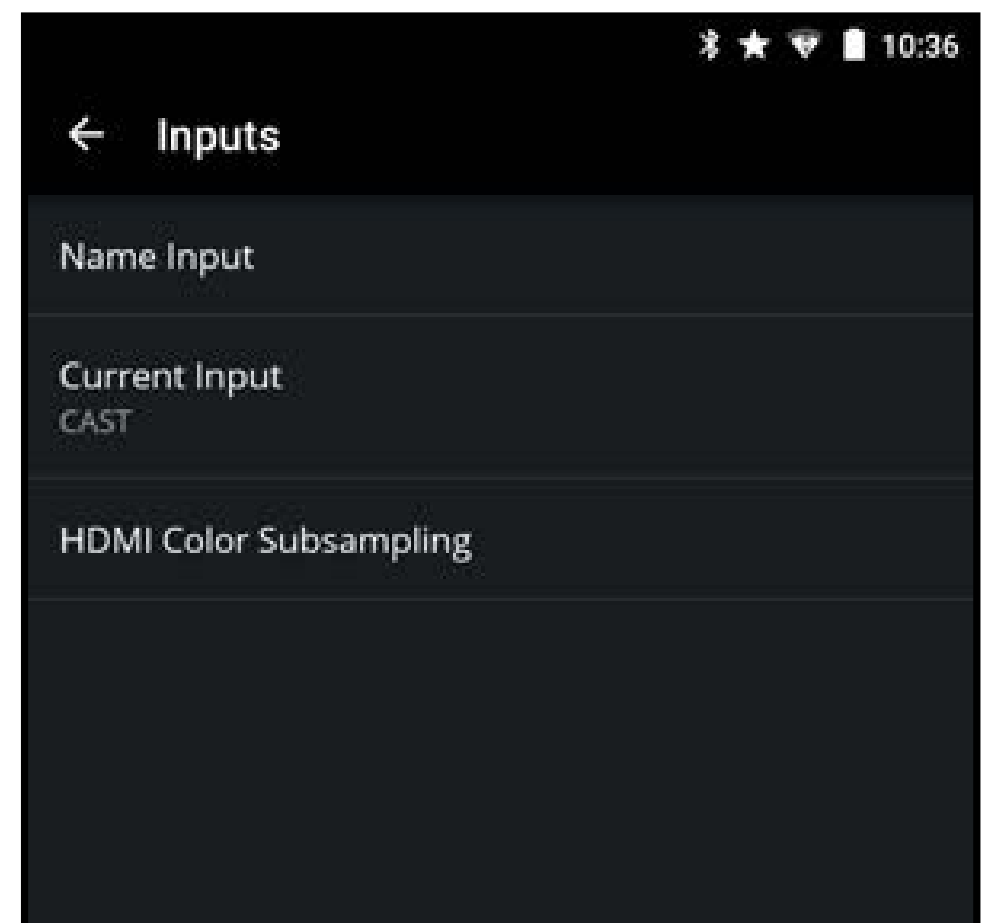 10:36
Inputs
Name Input
Current Input
CAST
HDMI Color Subsampling